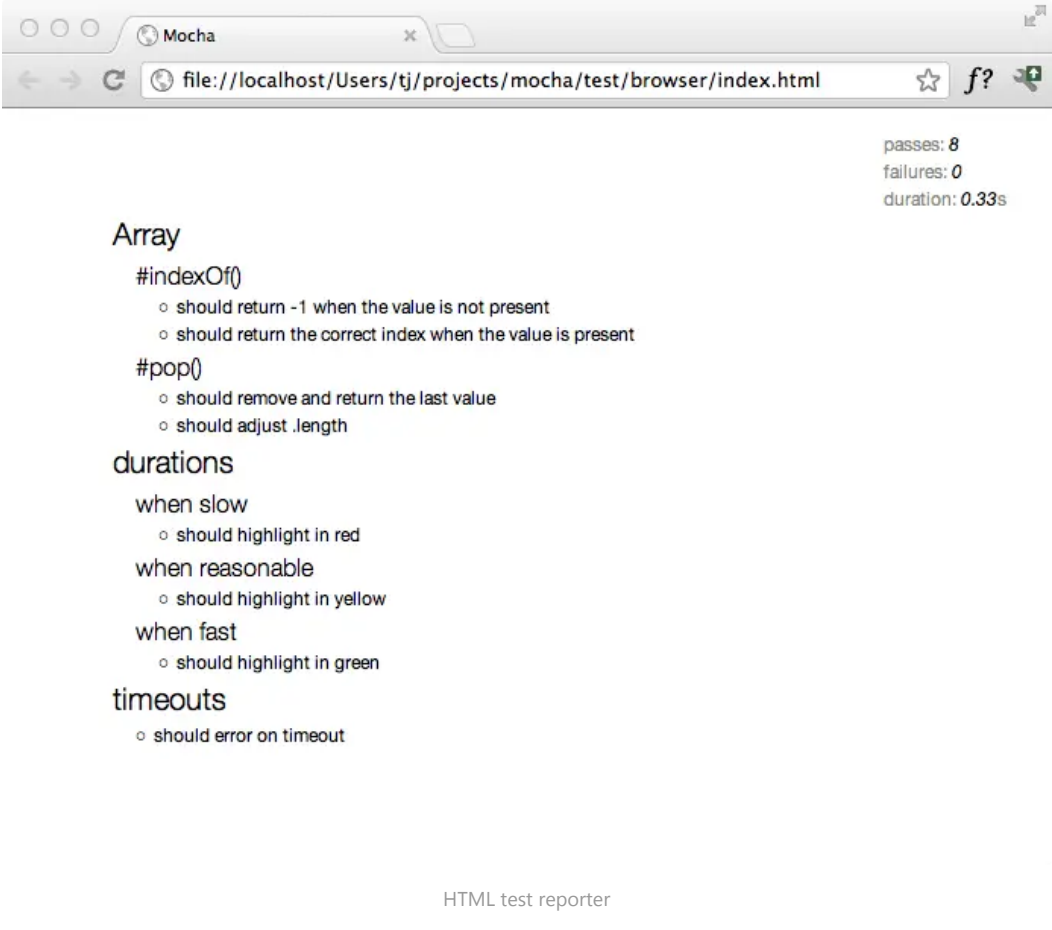 Mocha
file://localhost/Users/tj/projects/mocha/test/browser/index.html
f?
passes: 8
failures: 0
duration: 0.33s
Array
#indexOf()
should return -1 when the value is not present
should return the correct index when the value is present
#pop()
should remove and return the last value
should adjust .length
durations
when slow
should highlight in red
when reasonable
should highlight in yellow
when fast
should highlight in green
timeouts
should error on timeout
HTML test reporter